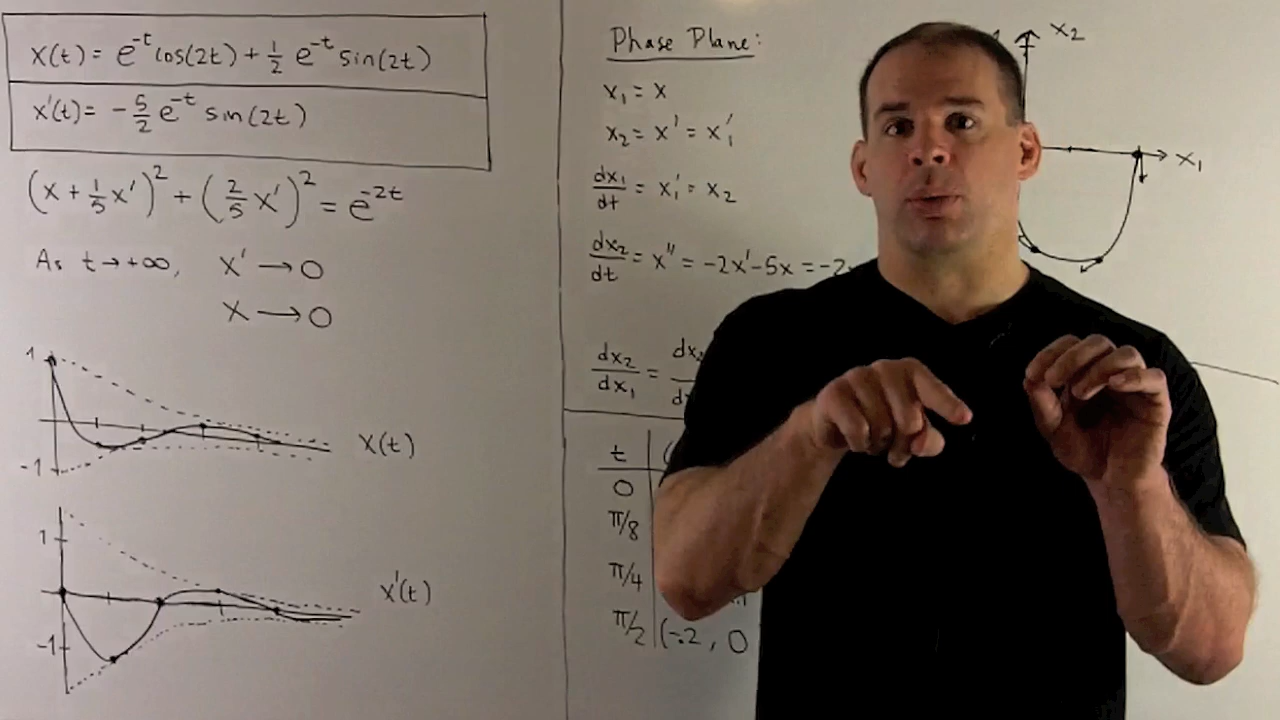 x(t) = e^{-t} cos(2t) + 1/2 e^{-t} sin(2t)
x'(t) = -5/2 e^{-t} sin(2t)
(x + 1/5 x')^2 + (2/5 x')^2 = e^{-2t}
As t → +∞, x' → 0
x → 0
1
-1
x(t)
1
-1
x'(t)
Phase Plane:
x_1 = x
x_2 = x' = x_1'
dx_1/dt = x_1' = x_2
dx_2/dt = x'' = -2x' - 5x = -2
dx_2/dx_1 =
t
0
π/8
π/4
π/2 (-.2, 0
x_2
x_1